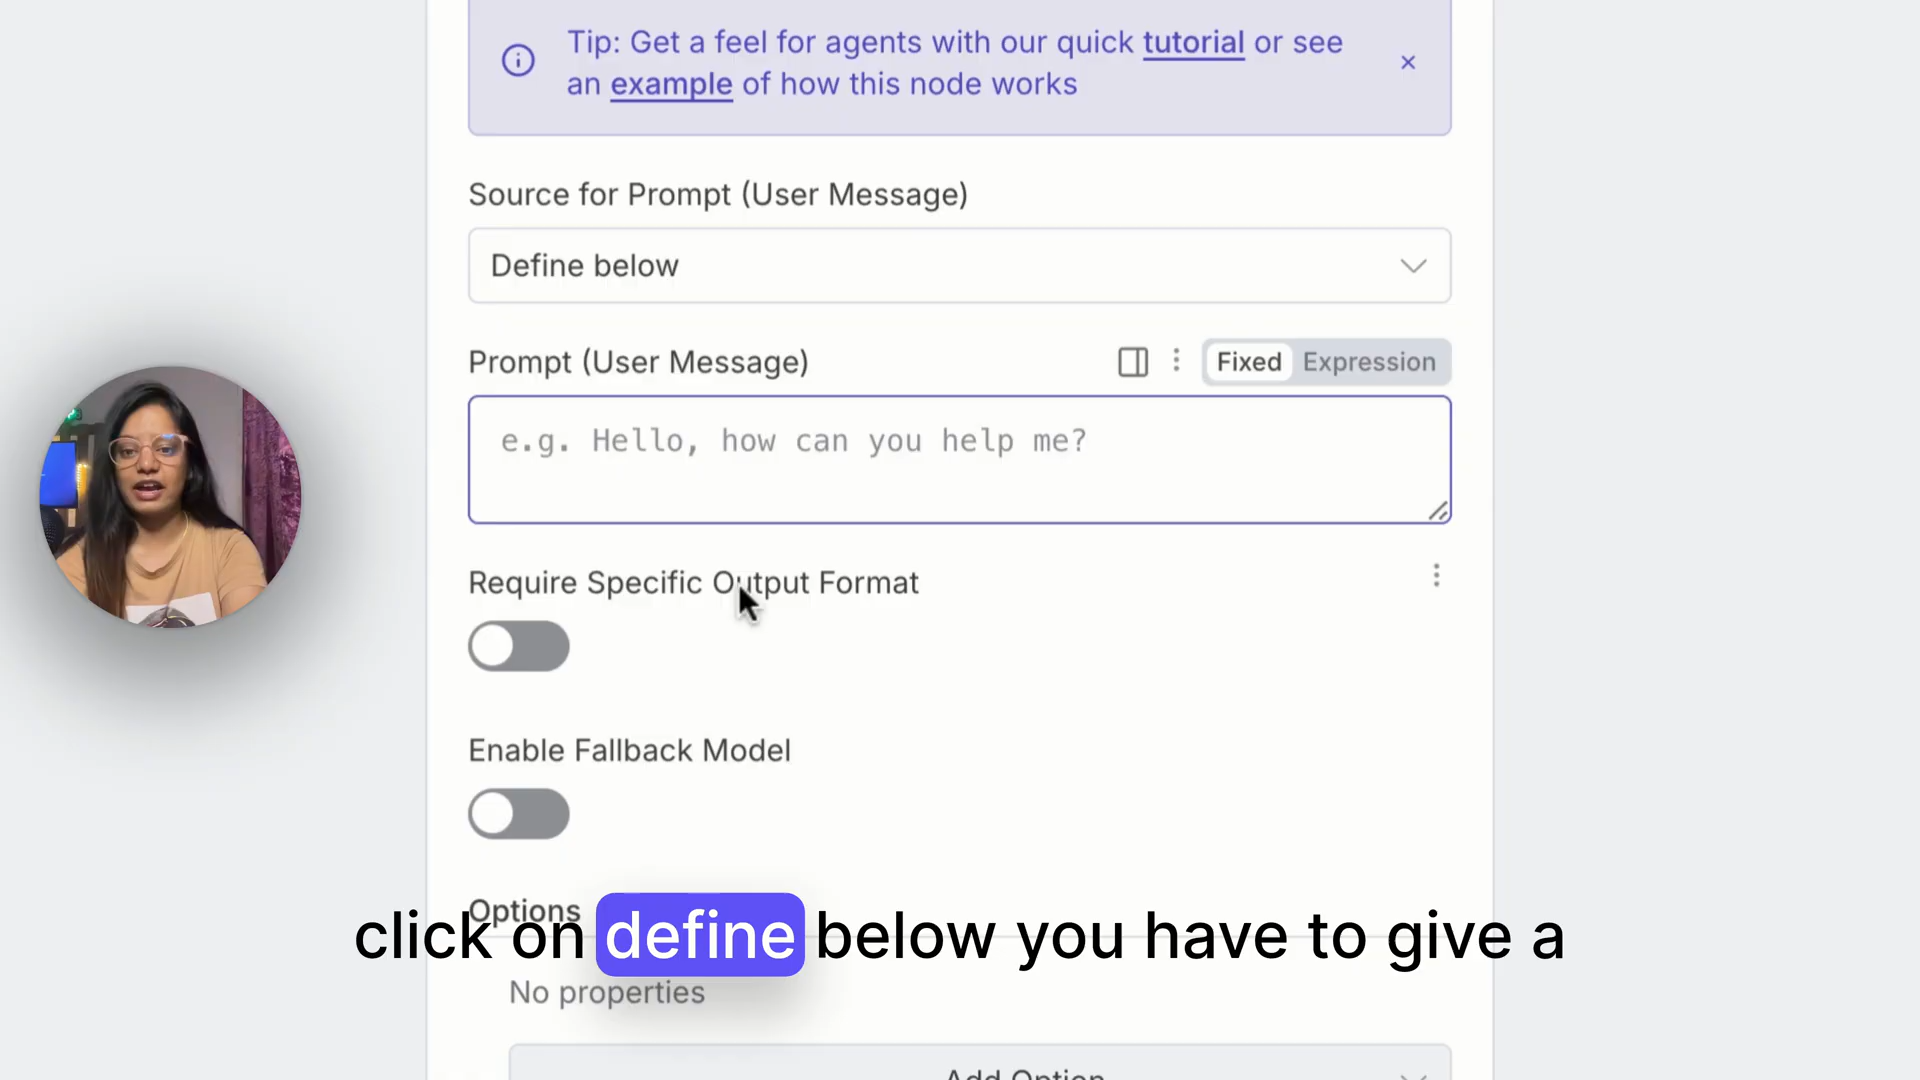 Tip: Get a feel for agents with our quick tutorial or see
an example of how this node works
Source for Prompt (User Message)
Define below
Prompt (User Message)
Fixed Expression
e.g. Hello, how can you help me?
Require Specific Output Format
Enable Fallback Model
Options
click on define below you have to give a
No properties
Add Option